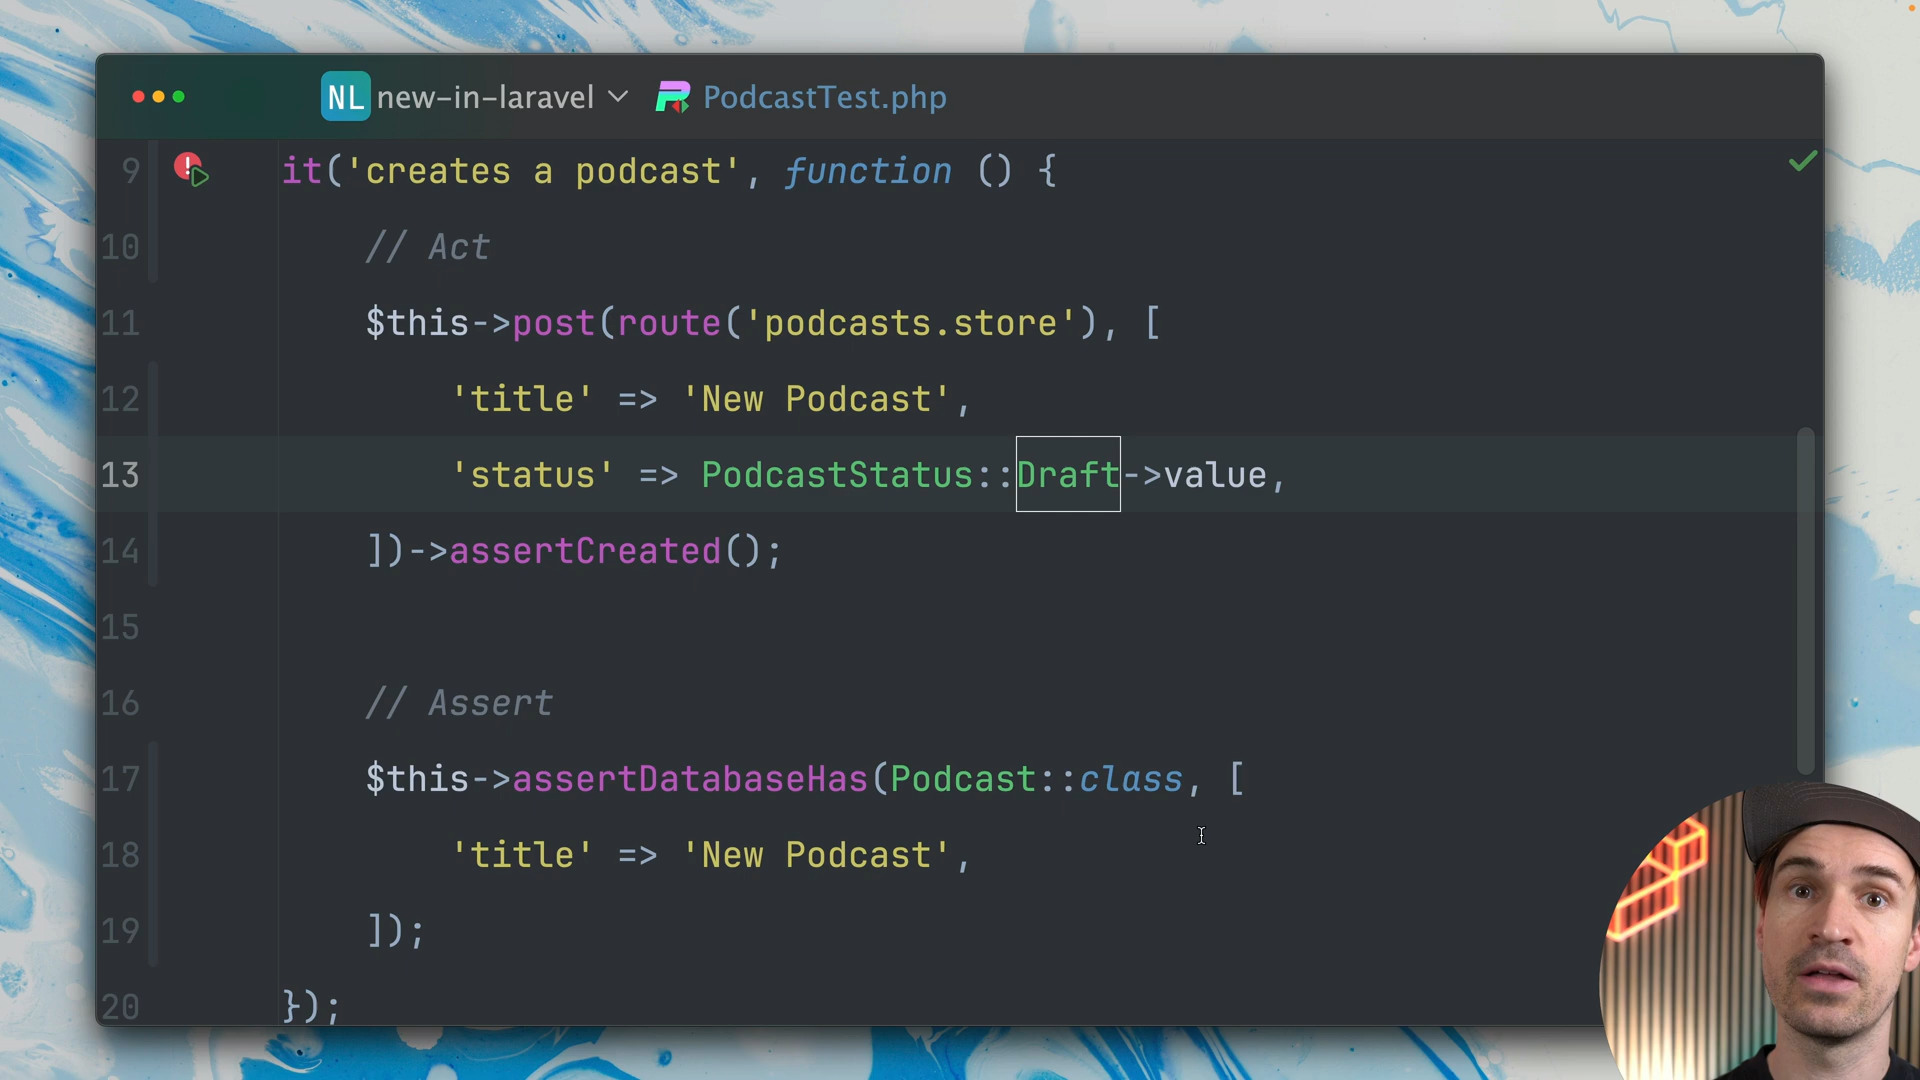 NL new-in-laravel PodcastTest.php
9 it('creates a podcast', function () {
10 // Act
11 $this->post(route('podcasts.store'), [
12 'title' => 'New Podcast',
13 'status' => PodcastStatus::Draft->value,
14 ])->assertCreated();
15
16 // Assert
17 $this->assertDatabaseHas(Podcast::class, [
18 'title' => 'New Podcast',
19 ]);
20 });